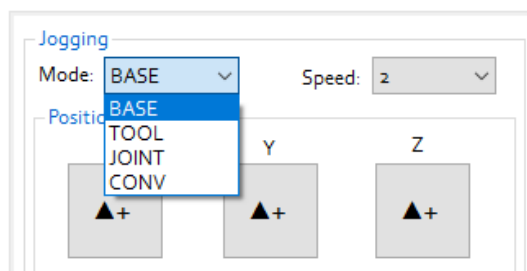 Jogging
Mode: BASE Speed: 2
BASE
TOOL
JOINT
CONV
Y Z
▲+ ▲+ ▲+